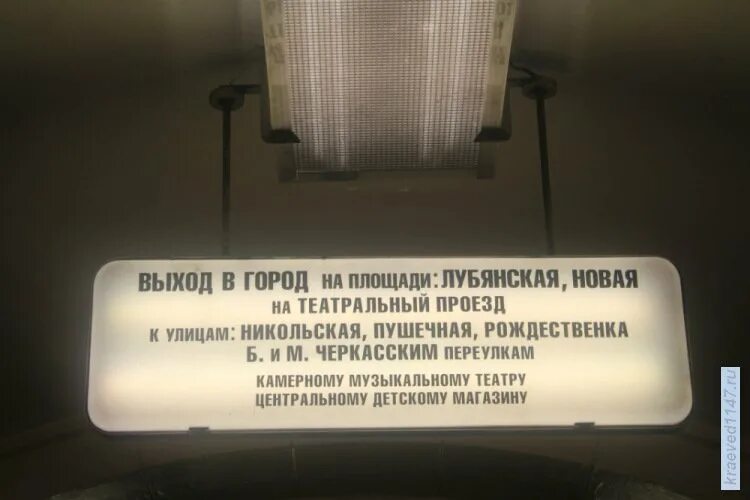 ВЫХОД В ГОРОД НА ПЛОЩАДИ: ЛУБЯНСКАЯ, НОВАЯ
НА ТЕАТРАЛЬНЫЙ ПРОЕЗД
К УЛИЦАМ: НИКОЛЬСКАЯ, ПУШЕЧНАЯ, РОЖДЕСТВЕНКА
Б. И М. ЧЕРКАССКИМ ПЕРЕУЛКАМ
КАМЕРНОМУ МУЗЫКАЛЬНОМУ ТЕАТРУ
ЦЕНТРАЛЬНОМУ ДЕТСКОМУ МАГАЗИНУ
kraeved1147.ru